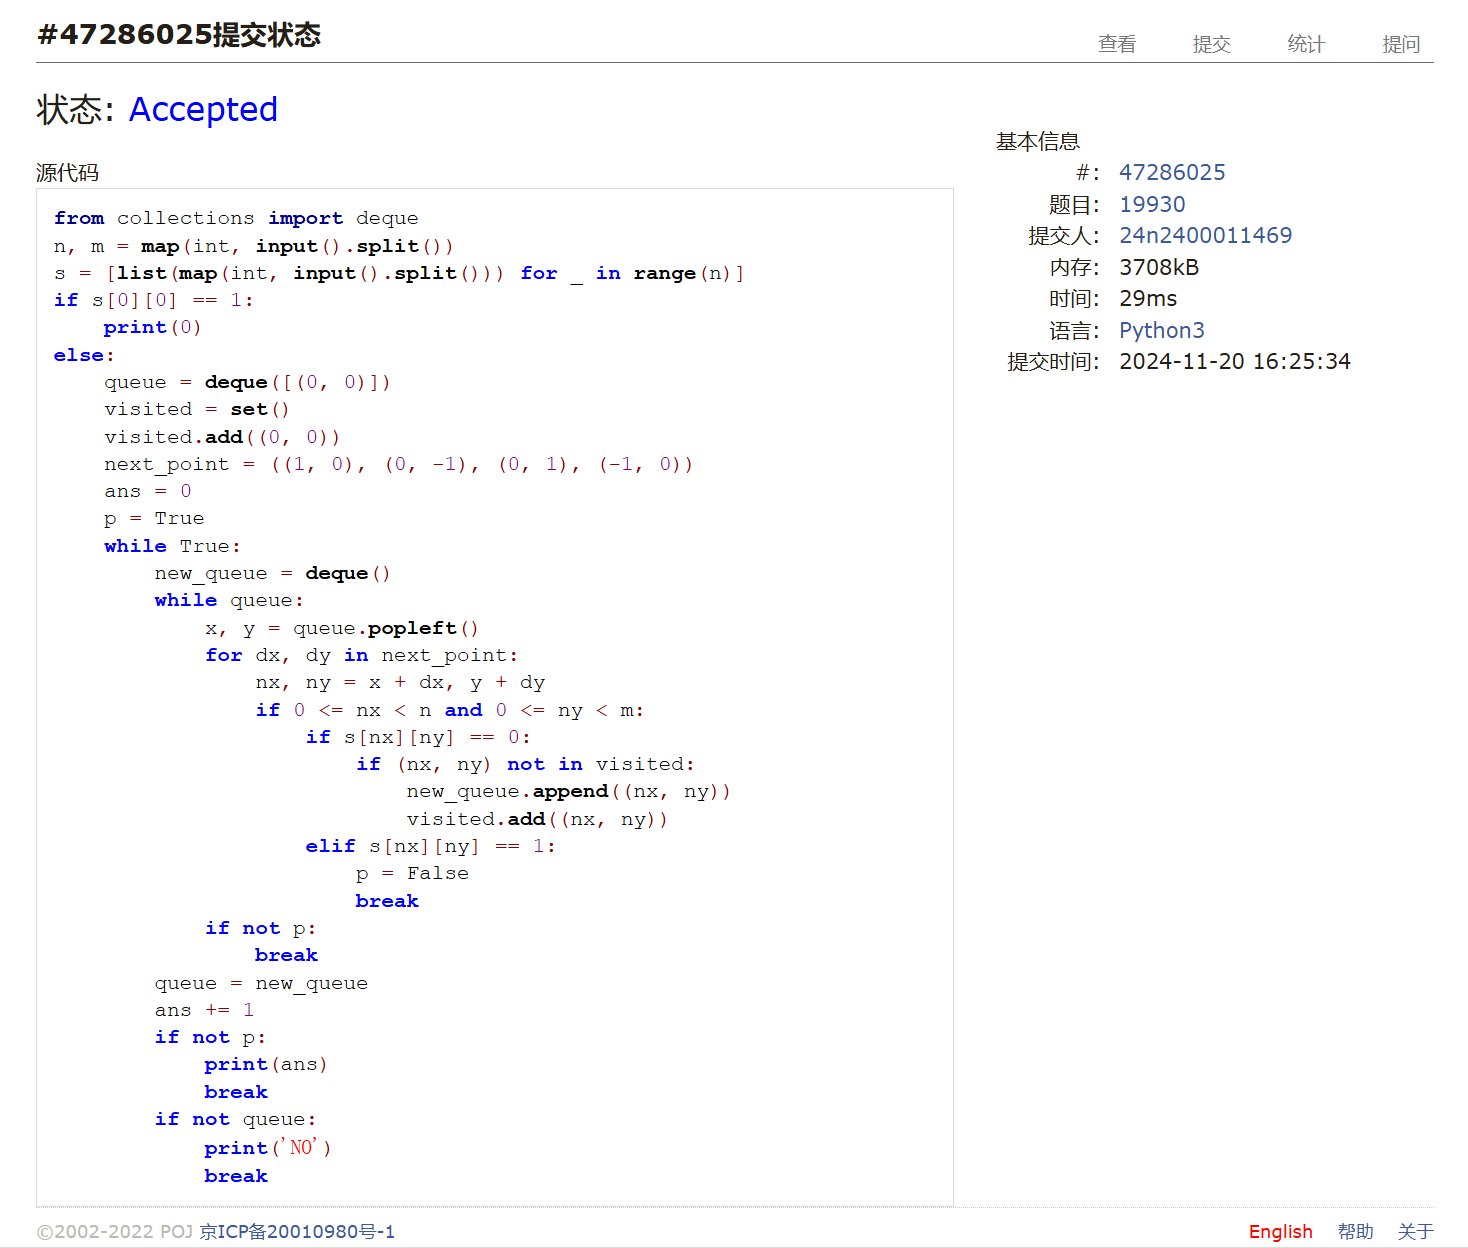 #47286025提交状态
查看 提交 统计 提问
状态: Accepted
源代码
from collections import deque
n, m = map(int, input().split())
s = [list(map(int, input().split())) for _ in range(n)]
if s[0][0] == 1:
    print(0)
else:
    queue = deque([(0, 0)])
    visited = set()
    visited.add((0, 0))
    next_point = ((1, 0), (0, -1), (0, 1), (-1, 0))
    ans = 0
    p = True
    while True:
        new_queue = deque()
        while queue:
            x, y = queue.popleft()
            for dx, dy in next_point:
                nx, ny = x + dx, y + dy
                if 0 <= nx < n and 0 <= ny < m:
                    if s[nx][ny] == 0:
                        if (nx, ny) not in visited:
                            new_queue.append((nx, ny))
                            visited.add((nx, ny))
                    elif s[nx][ny] == 1:
                        p = False
                        break
            if not p:
                break
        queue = new_queue
        ans += 1
        if not p:
            print(ans)
            break
        if not queue:
            print('NO')
            break
基本信息
#: 47286025
题目: 19930
提交人: 24n2400011469
内存: 3708kB
时间: 29ms
语言: Python3
提交时间: 2024-11-20 16:25:34
©2002-2022 POJ 京ICP备20010980号-1
English 帮助 关于